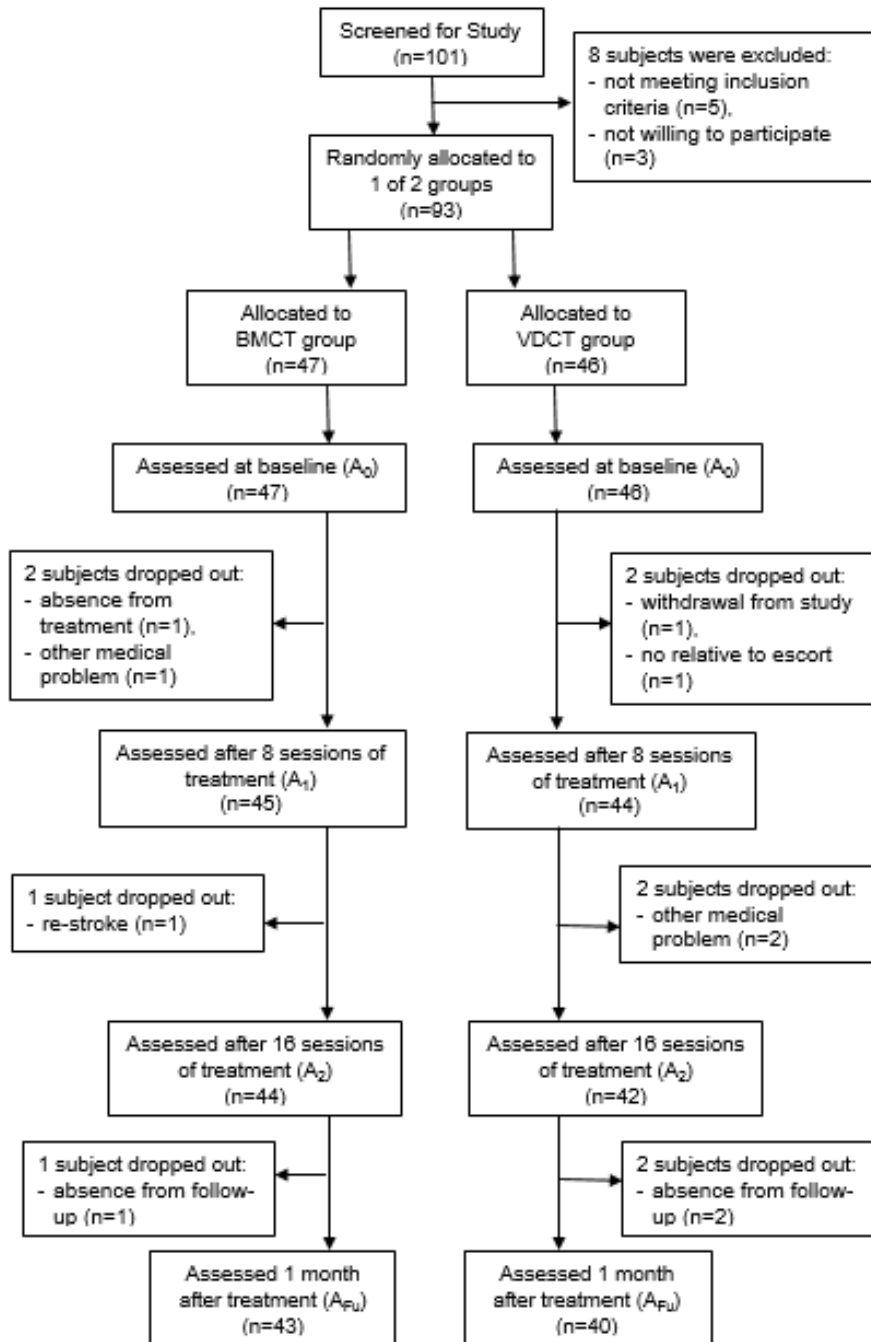 Screened for Study
(n=101)
8 subjects were excluded:
- not meeting inclusion
criteria (n=5),
- not willing to participate
(n=3)
Randomly allocated to
1 of 2 groups
(n=93)
Allocated to
BMCT group
(n=47)
Allocated to
VDCT group
(n=46)
Assessed at baseline (A₀)
(n=47)
Assessed at baseline (A₀)
(n=46)
2 subjects dropped out:
- absence from
treatment (n=1),
- other medical
problem (n=1)
2 subjects dropped out:
- withdrawal from study
(n=1),
- no relative to escort
(n=1)
Assessed after 8 sessions of
treatment (A₁)
(n=45)
Assessed after 8 sessions
of treatment (A₁)
(n=44)
1 subject dropped out:
- re-stroke (n=1)
2 subjects dropped out:
- other medical
problem (n=2)
Assessed after 16 sessions
of treatment (A₂)
(n=44)
Assessed after 16 sessions
of treatment (A₂)
(n=42)
1 subject dropped out:
- absence from follow-
up (n=1)
2 subjects dropped out:
- absence from follow-
up (n=2)
Assessed 1 month
after treatment (A_Fu)
(n=43)
Assessed 1 month
after treatment (A_Fu)
(n=40)